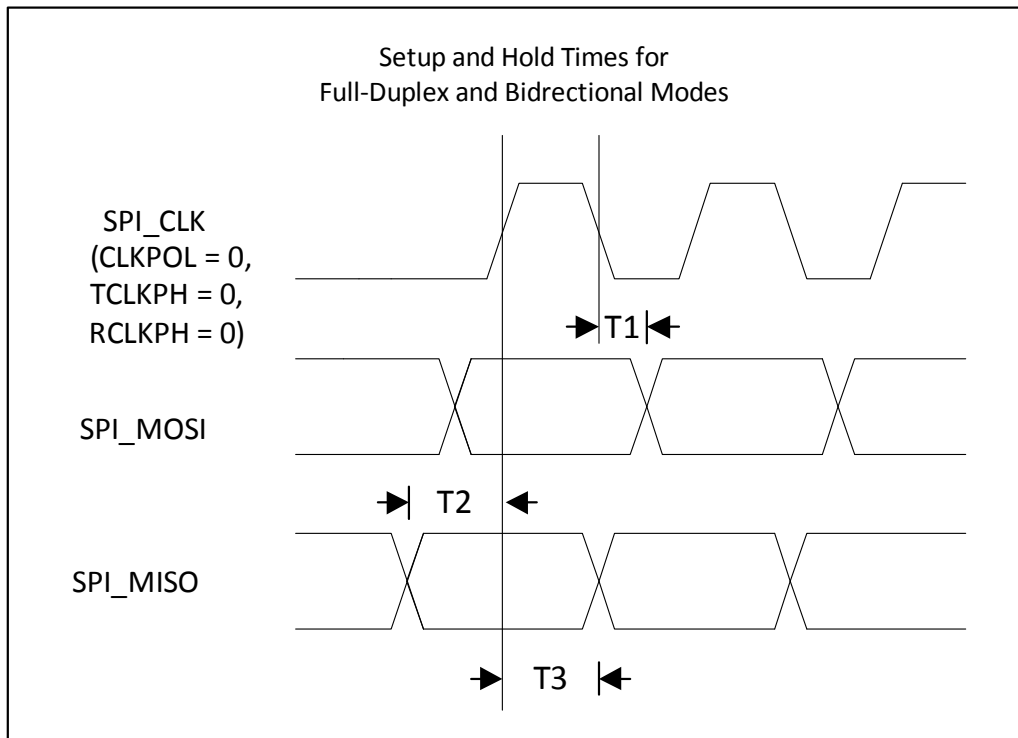 Setup and Hold Times for
Full-Duplex and Bidrectional Modes
SPI_CLK
(CLKPOL = 0,
TCLKPH = 0,
RCLKPH = 0)
T1
SPI_MOSI
T2
SPI_MISO
T3